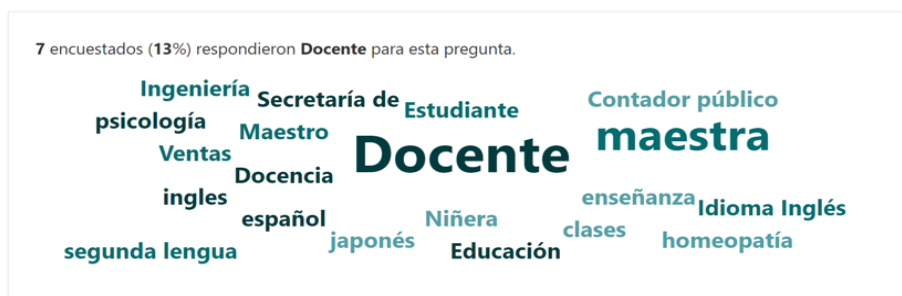 7 encuestados (13%) respondieron Docente para esta pregunta.
Ingeniería
Secretaría de
Estudiante
Contador público
psicología
Maestro
Docente
maestra
Ventas
Docencia
ingles
enseñanza
Idioma Inglés
español
Niñera
clases
segunda lengua
japonés
Educación
homeopatía